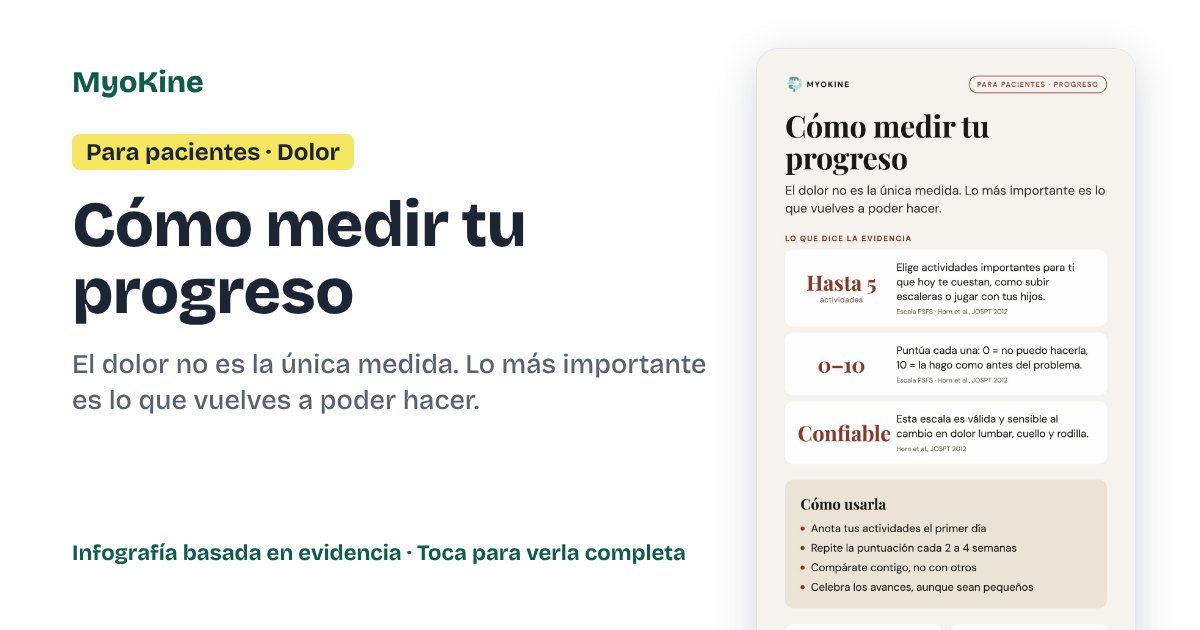 MyoKine
Para pacientes · Dolor
Cómo medir tu
progreso
El dolor no es la única medida. Lo más importante
es lo que vuelves a poder hacer.
Infografía basada en evidencia · Toca para verla completa
MYOKINE
PARA PACIENTES · PROGRESO
Cómo medir tu
progreso
El dolor no es la única medida. Lo más importante es lo
que vuelves a poder hacer.
LO QUE DICE LA EVIDENCIA
Hasta 5
actividades
Elige actividades importantes para ti
que hoy te cuestan, como subir
escaleras o jugar con tus hijos.
Escala PSFS · Horn et al., JOSPT 2012
0–10
Puntúa cada una: 0 = no puedo hacerla,
10 = la hago como antes del problema.
Escala PSFS · Horn et al., JOSPT 2012
Confiable
Esta escala es válida y sensible al
cambio en dolor lumbar, cuello y rodilla.
Horn et al., JOSPT 2012
Cómo usarla
• Anota tus actividades el primer día
• Repite la puntuación cada 2 a 4 semanas
• Compárate contigo, no con otros
• Celebra los avances, aunque sean pequeños